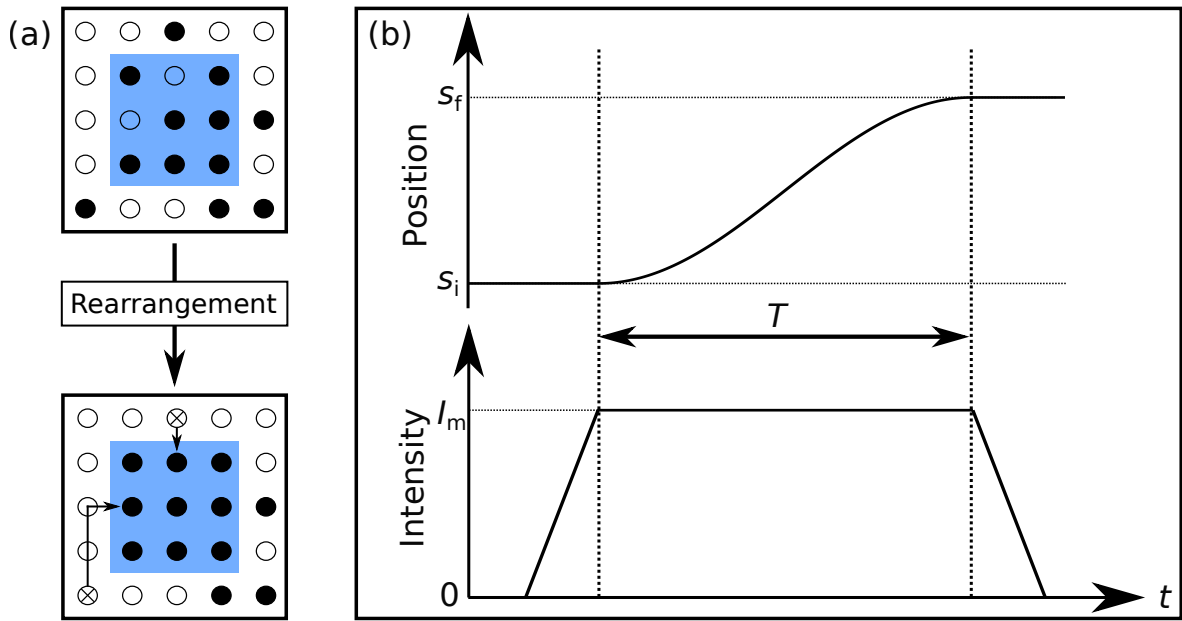 (a)
Rearrangement
(b)
Position
s_f
s_i
T
Intensity
I_m
0
t